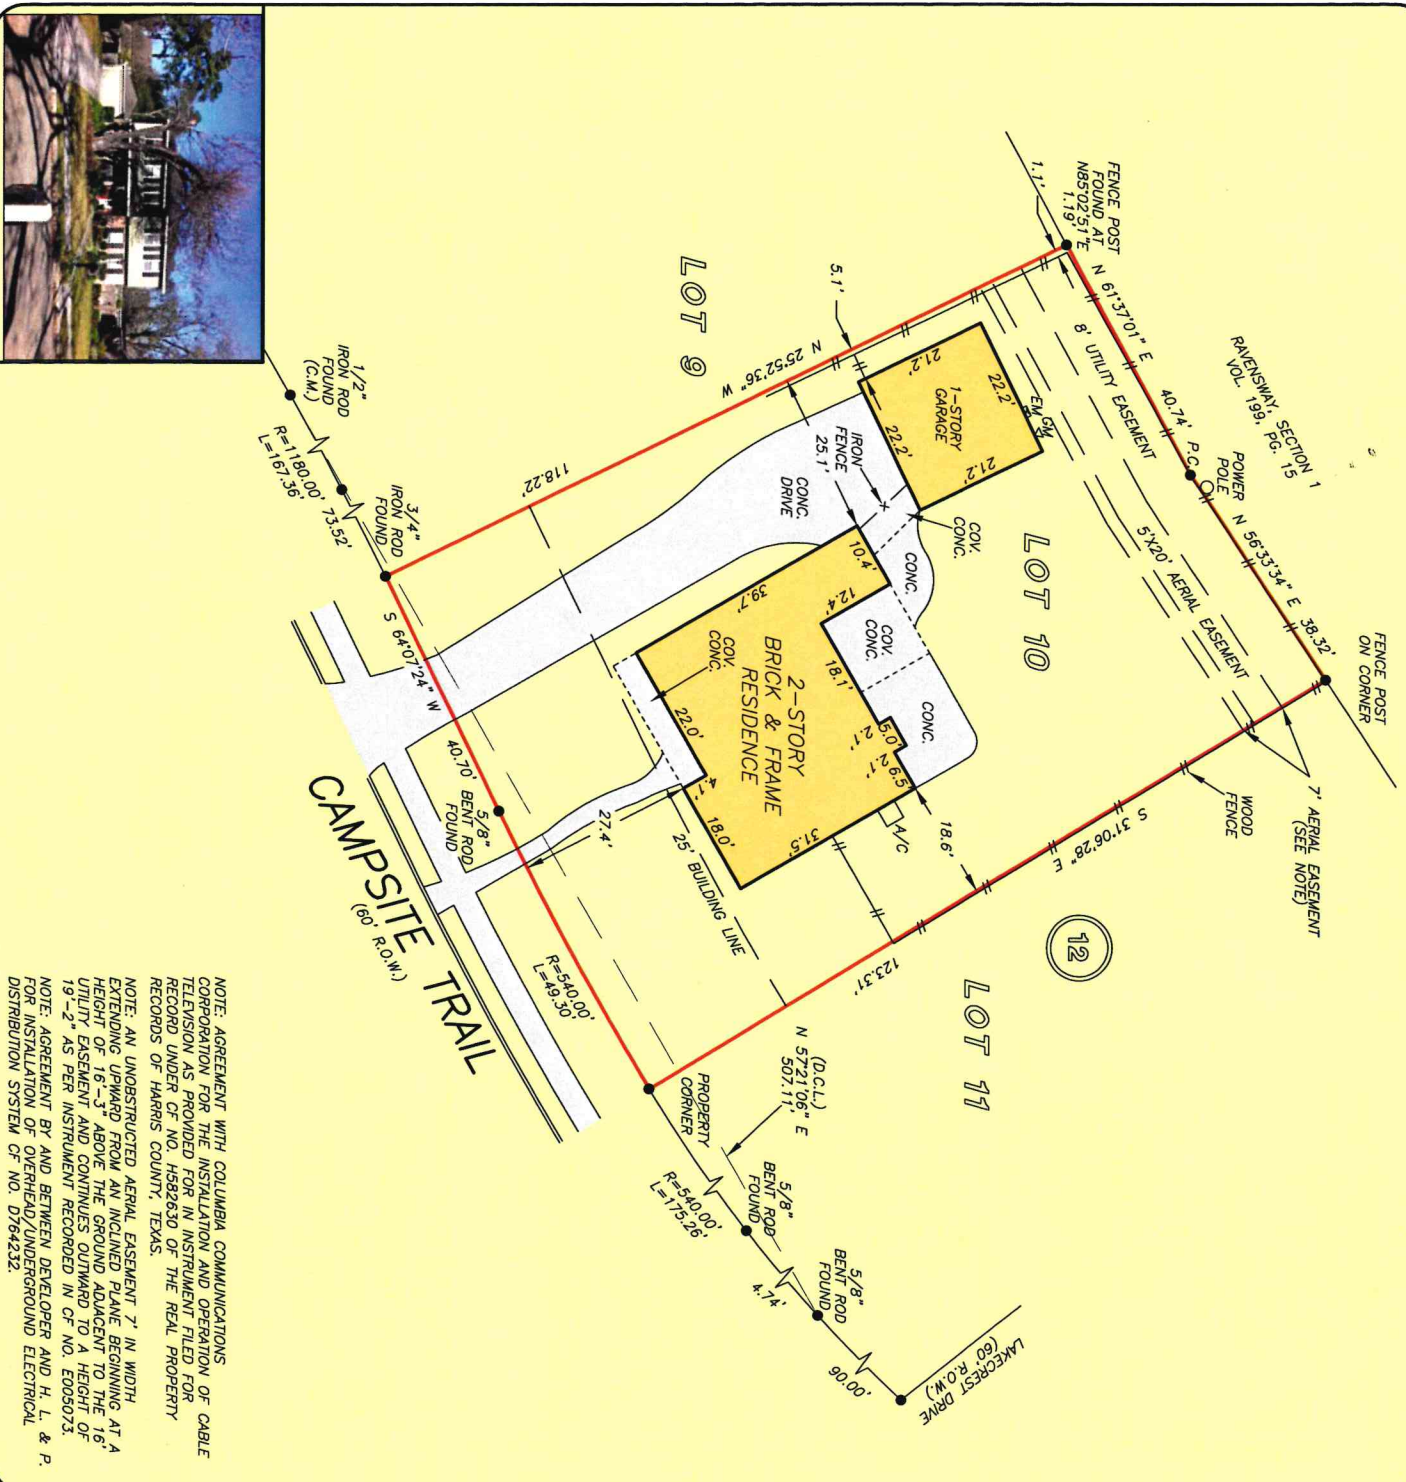 FENCE POST
FOUND AT
N85°02'51"E
1.19'
1.1'
N 61°37'01" E
40.74'
P.C.
8' UTILITY EASEMENT
RAVENSWAY, SECTION 1
VOL. 199, PG. 15
POWER
POLE
N 56°33'34" E
38.32'
FENCE POST
ON CORNER
5'X20' AERIAL EASEMENT
7' AERIAL EASEMENT
(SEE NOTE)
WOOD
FENCE
S 31°06'28" E
123.31'
12
LOT 9
LOT 10
LOT 11
5.1'
N 25°52'36" W
118.22'
21.2'
22.2'
21.2'
22.2'
1-STORY
GARAGE
EM
GM
IRON
FENCE
25.1'
CONC.
DRIVE
COV.
CONC.
CONC.
COV.
CONC.
CONC.
10.4'
12.4'
18.1'
2.1'
5.0'
2.1'
6.5'
39.7'
2-STORY
BRICK & FRAME
RESIDENCE
COV.
CONC.
22.0'
4.1'
18.0'
31.5'
A/C
18.6'
27.4'
25' BUILDING LINE
1/2"
IRON ROD
FOUND
(C.M.)
R=1180.00'
L=167.36'
73.52'
3/4"
IRON ROD
FOUND
S 64°07'24" W
40.70'
5/8"
BENT ROD
FOUND
R=540.00'
L=49.30'
CAMPSITE TRAIL
(60' R.O.W.)
PROPERTY
CORNER
(D.C.L.)
N 57°21'06" E
507.11'
R=540.00'
L=175.26'
5/8"
BENT ROD
FOUND
4.74'
5/8"
BENT ROD
FOUND
90.00'
LAKECREST DRIVE
(60' R.O.W.)
NOTE: AGREEMENT WITH COLUMBIA COMMUNICATIONS
CORPORATION FOR THE INSTALLATION AND OPERATION OF CABLE
TELEVISION AS PROVIDED FOR IN INSTRUMENT FILED FOR
RECORD UNDER CF NO. H582630 OF THE REAL PROPERTY
RECORDS OF HARRIS COUNTY, TEXAS.
NOTE: AN UNOBSTRUCTED AERIAL EASEMENT 7' IN WIDTH
EXTENDING UPWARD FROM AN INCLINED PLANE BEGINNING AT A
HEIGHT OF 16'-3" ABOVE THE GROUND ADJACENT TO THE 16'
UTILITY EASEMENT AND CONTINUES OUTWARD TO A HEIGHT OF
19'-2" AS PER INSTRUMENT RECORDED IN CF NO. E005073.
NOTE: AGREEMENT BY AND BETWEEN DEVELOPER AND H. L. & P.
FOR INSTALLATION OF OVERHEAD/UNDERGROUND ELECTRICAL
DISTRIBUTION SYSTEM CF NO. D764232.